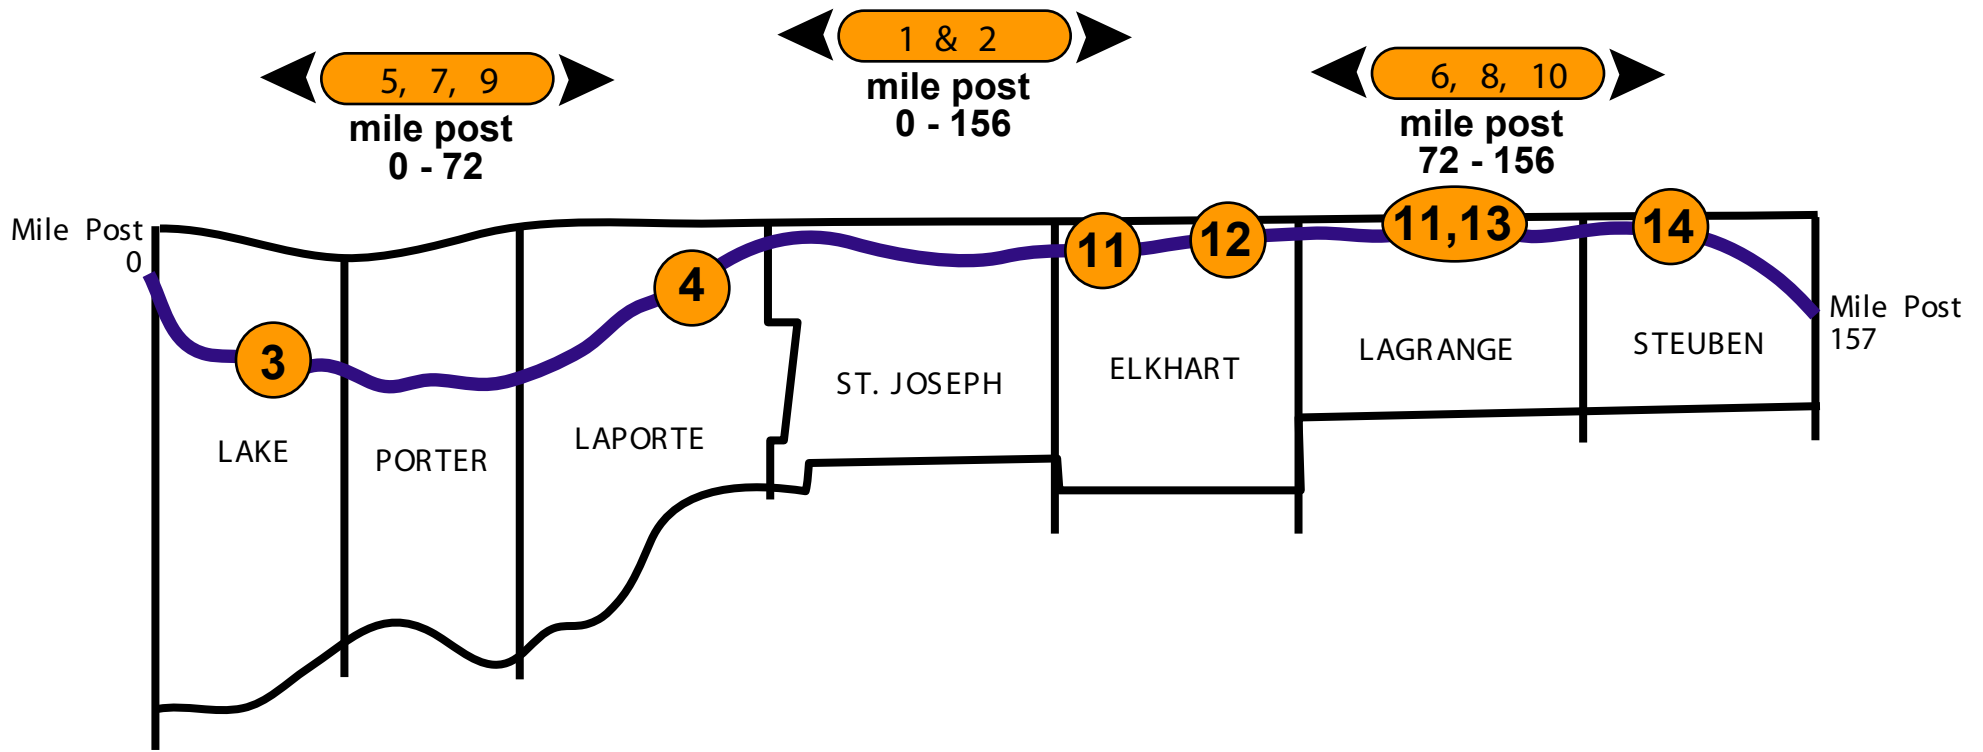 1 & 2
mile post
0 - 156
5, 7, 9
mile post
0 - 72
6, 8, 10
mile post
72 - 156
Mile Post
0
3
4
11
12
11,13
14
Mile Post
157
LAKE
PORTER
LAPORTE
ST. JOSEPH
ELKHART
LAGRANGE
STEUBEN